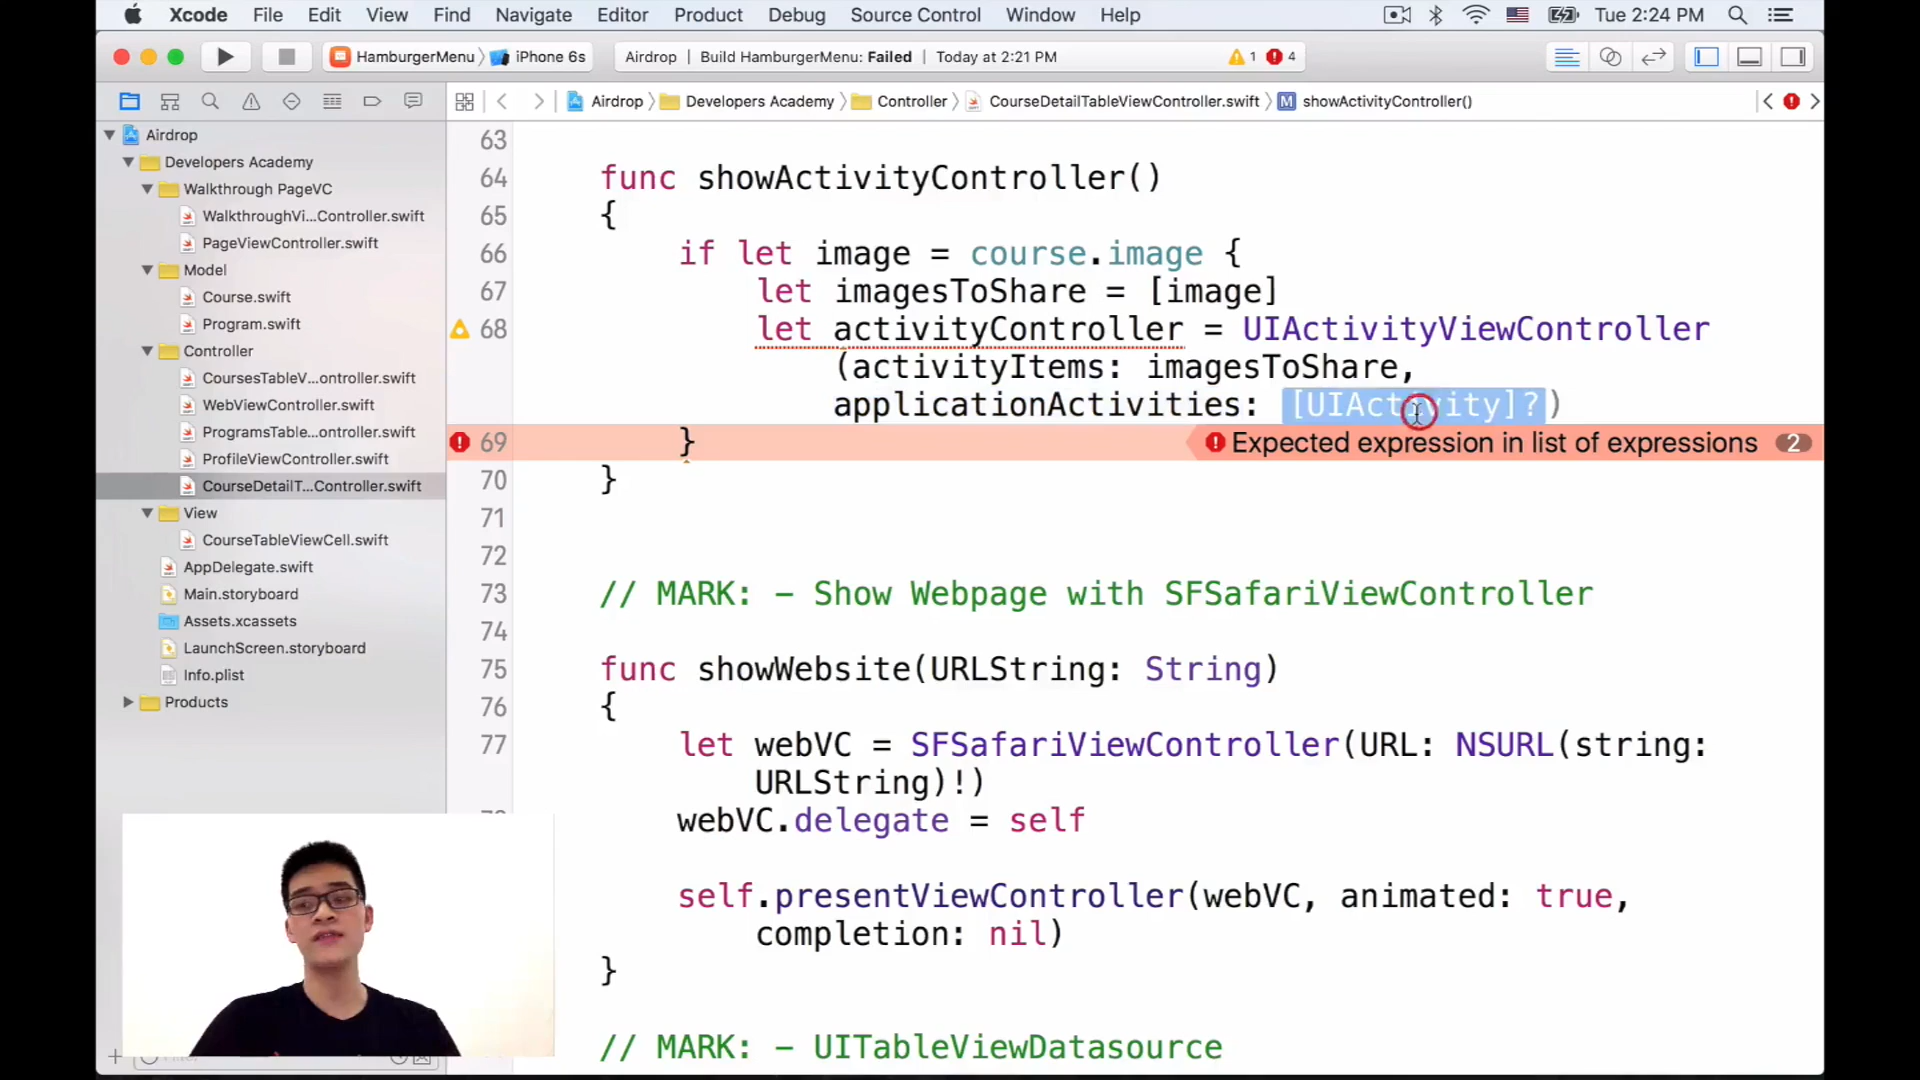 Xcode File Edit View Find Navigate Editor Product Debug Source Control Window Help Tue 2:24 PM
HamburgerMenu iPhone 6s Airdrop | Build HamburgerMenu: Failed | Today at 2:21 PM 1 4
Airdrop Developers Academy Controller CourseDetailTableViewController.swift M showActivityController()
Airdrop
Developers Academy
Walkthrough PageVC
WalkthroughVi...Controller.swift
PageViewController.swift
Model
Course.swift
Program.swift
Controller
CoursesTableV...ontroller.swift
WebViewController.swift
ProgramsTable...ontroller.swift
ProfileViewController.swift
CourseDetailT...Controller.swift
View
CourseTableViewCell.swift
AppDelegate.swift
Main.storyboard
Assets.xcassets
LaunchScreen.storyboard
Info.plist
Products
63
64 func showActivityController()
65 {
66 if let image = course.image {
67 let imagesToShare = [image]
68 let activityController = UIActivityViewController
(activityItems: imagesToShare,
applicationActivities: [UIActivity]?)
69 } Expected expression in list of expressions 2
70 }
71
72
73 // MARK: - Show Webpage with SFSafariViewController
74
75 func showWebsite(URLString: String)
76 {
77 let webVC = SFSafariViewController(URL: NSURL(string:
URLString)!)
webVC.delegate = self
self.presentViewController(webVC, animated: true,
completion: nil)
}
// MARK: - UITableViewDatasource